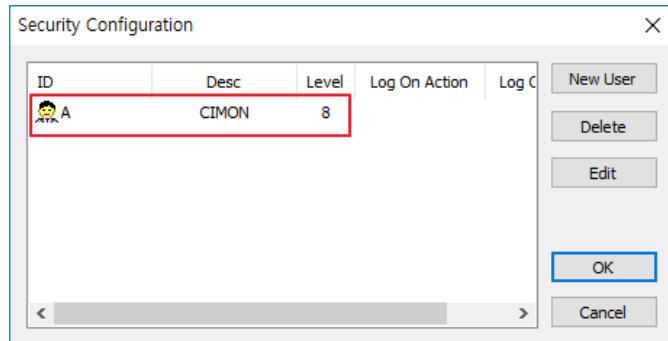 Security Configuration
ID Desc Level Log On Action Log
A CIMON 8
New User
Delete
Edit
OK
Cancel